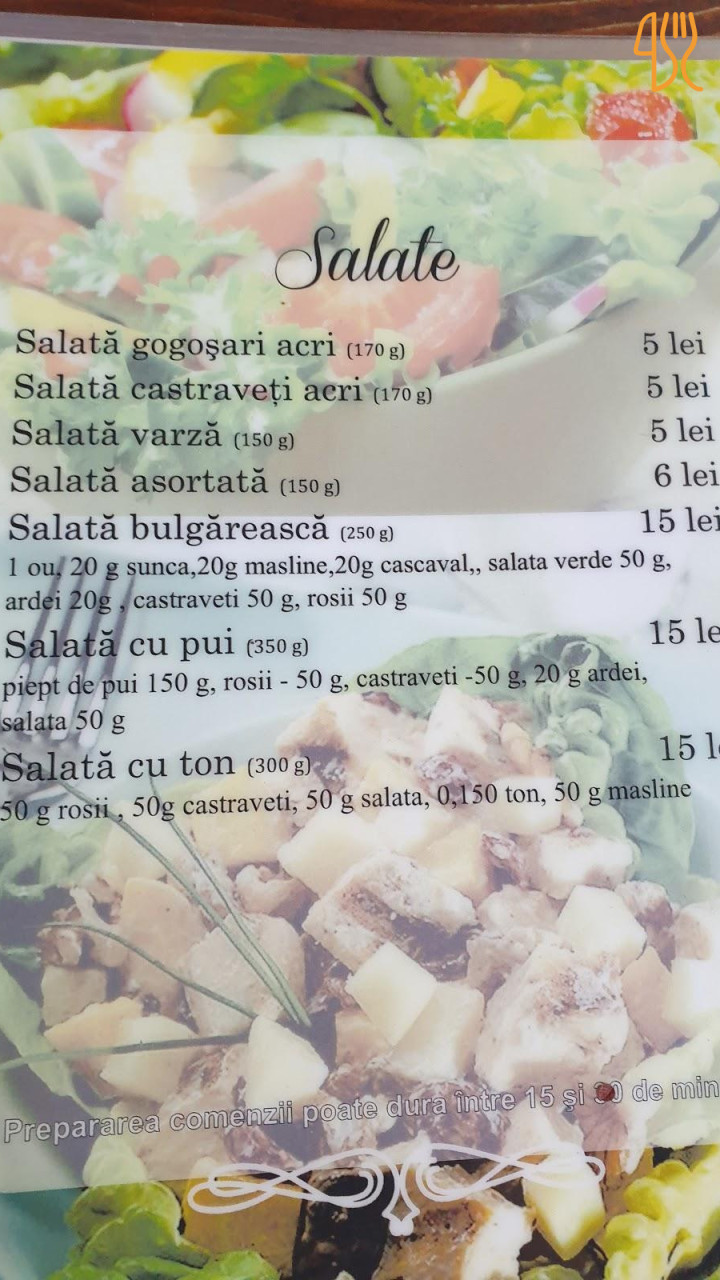 Salate
Salată gogoşari acri (170 g) 5 lei
Salată castraveți acri (170 g) 5 lei
Salată varză (150 g) 5 lei
Salată asortată (150 g) 6 lei
Salată bulgărească (250 g) 15 lei
1 ou, 20 g sunca,20g masline,20g cascaval,, salata verde 50 g,
ardei 20g , castraveti 50 g, rosii 50 g
Salată cu pui (350 g) 15 le
piept de pui 150 g, rosii - 50 g, castraveti -50 g, 20 g ardei,
salata 50 g
Salată cu ton (300 g) 15 l
50 g rosii , 50g castraveti, 50 g salata, 0,150 ton, 50 g masline
Prepararea comenzii poate dura între 15 şi 30 de min